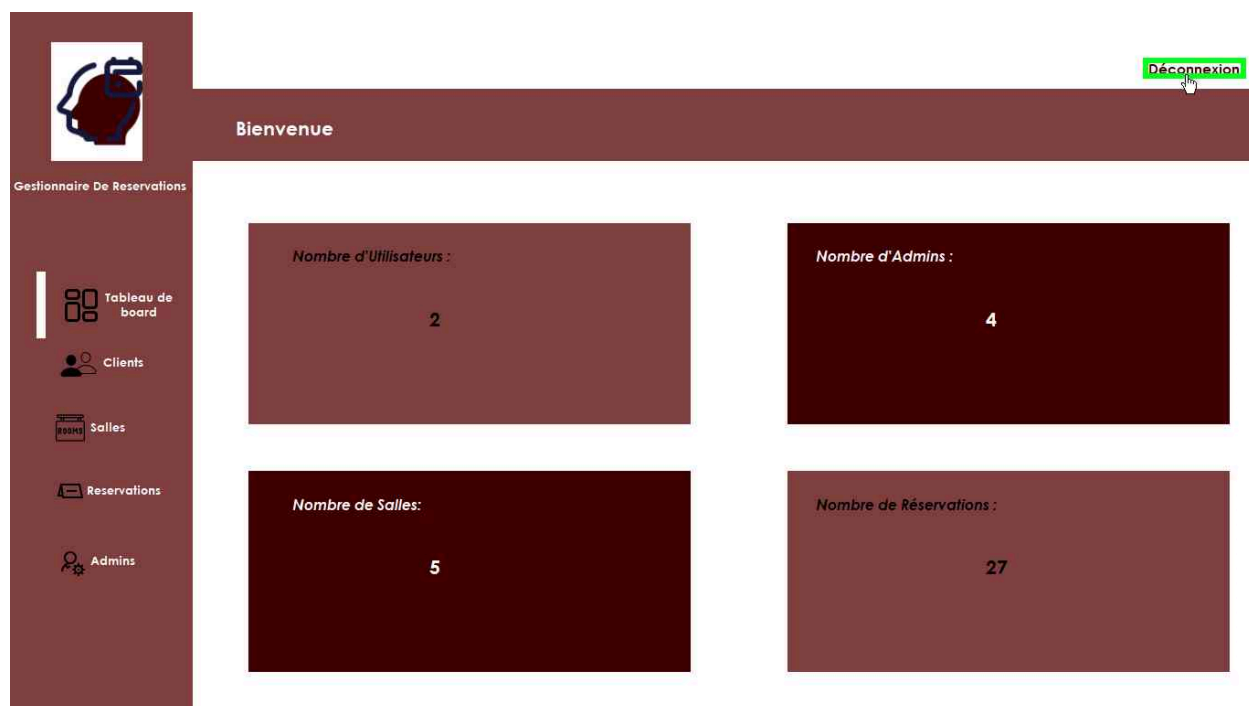 Déconnexion
Bienvenue
Gestionnaire De Reservations
Tableau de
board
Clients
ROOMS
Salles
Reservations
Admins
Nombre d'Utilisateurs :
2
Nombre d'Admins :
4
Nombre de Salles:
5
Nombre de Réservations :
27